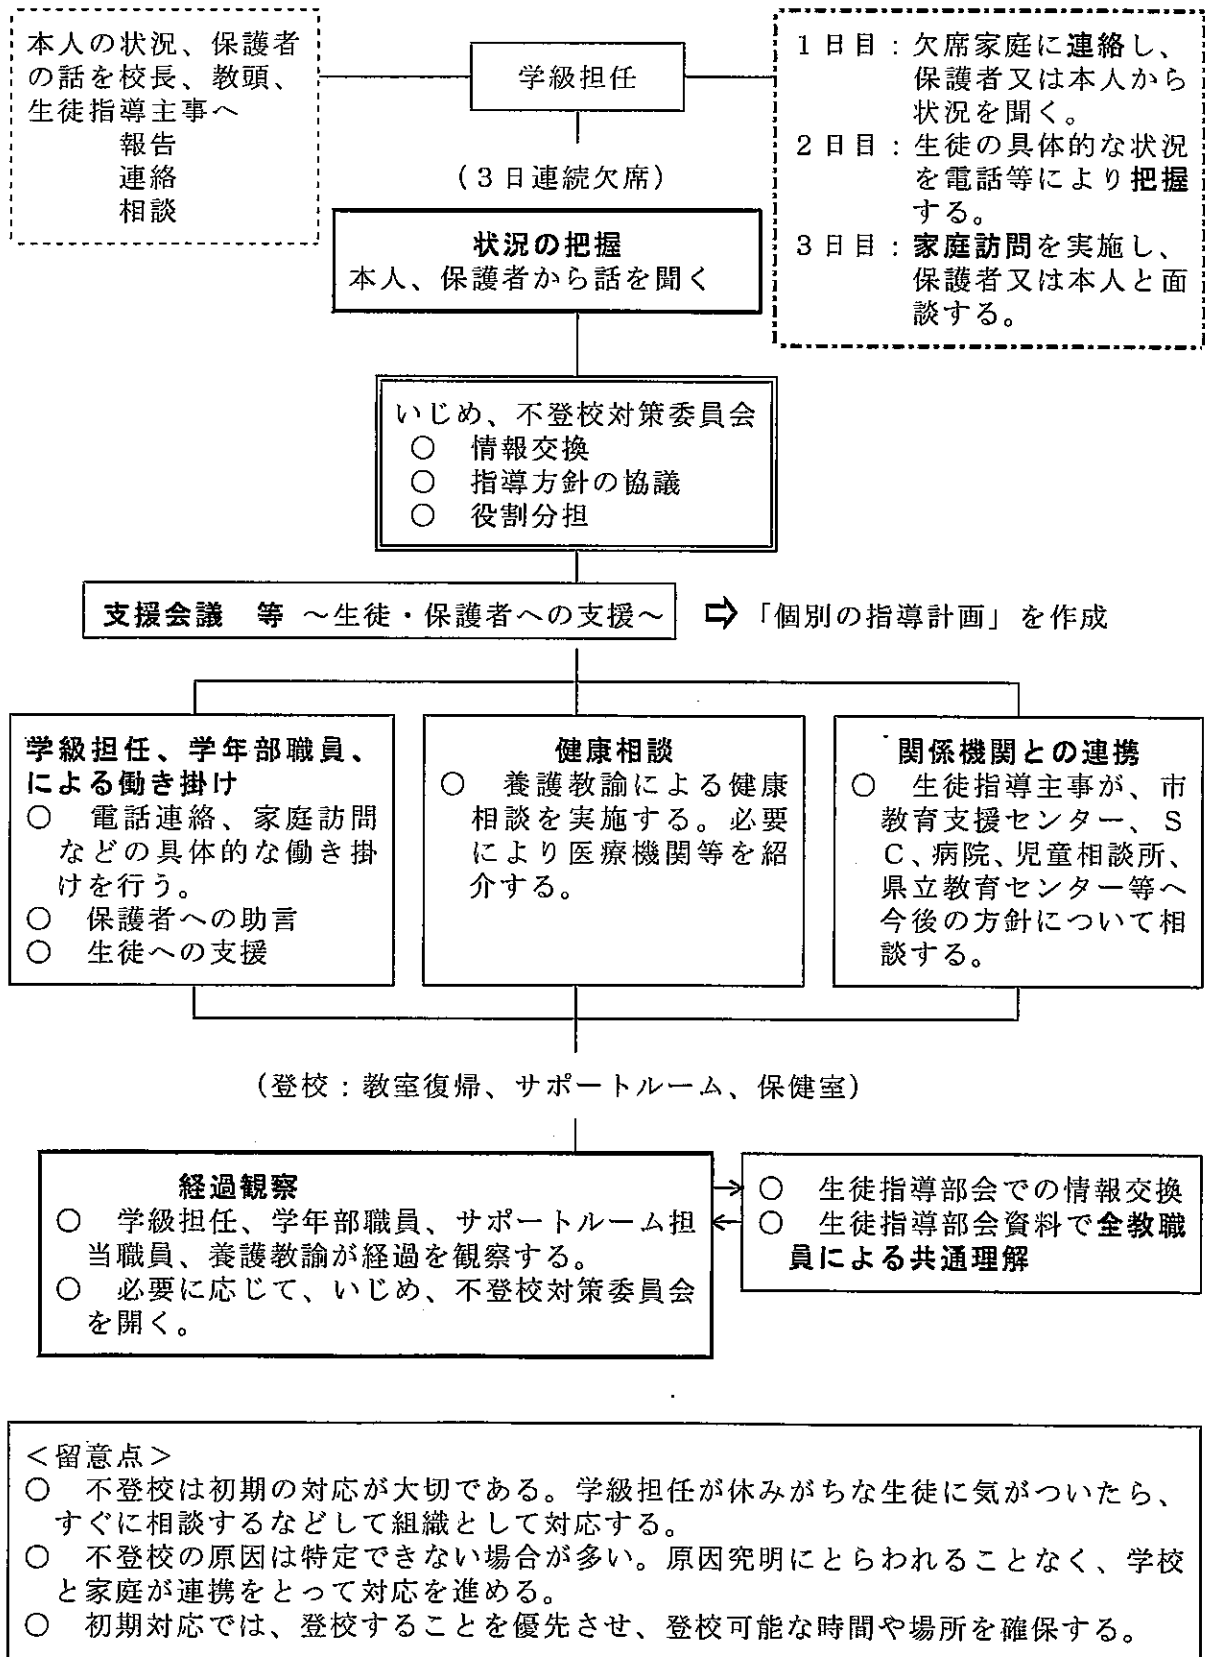 本人の状況、保護者
の話を校長、教頭、
生徒指導主事へ
報告
連絡
相談
学級担任
1日目：欠席家庭に連絡し、
保護者又は本人から
状況を聞く。
2日目：生徒の具体的な状況
を電話等により把握
する。
3日目：家庭訪問を実施し、
保護者又は本人と面
談する。
（3日連続欠席）
状況の把握
本人、保護者から話を聞く
いじめ、不登校対策委員会
○　情報交換
○　指導方針の協議
○　役割分担
支援会議　等 ～生徒・保護者への支援～
⇨「個別の指導計画」を作成
学級担任、学年部職員、
による働き掛け
○　電話連絡、家庭訪問
などの具体的な働き掛
けを行う。
○　保護者への助言
○　生徒への支援
健康相談
○　養護教諭による健康
相談を実施する。必要
により医療機関等を紹
介する。
関係機関との連携
○　生徒指導主事が、市
教育支援センター、S
C、病院、児童相談所、
県立教育センター等へ
今後の方針について相
談する。
（登校：教室復帰、サポートルーム、保健室）
経過観察
○　学級担任、学年部職員、サポートルーム担
当職員、養護教諭が経過を観察する。
○　必要に応じて、いじめ、不登校対策委員会
を開く。
○　生徒指導部会での情報交換
○　生徒指導部会資料で全教職
員による共通理解
＜留意点＞
○　不登校は初期の対応が大切である。学級担任が休みがちな生徒に気がついたら、
すぐに相談するなどして組織として対応する。
○　不登校の原因は特定できない場合が多い。原因究明にとらわれることなく、学校
と家庭が連携をとって対応を進める。
○　初期対応では、登校することを優先させ、登校可能な時間や場所を確保する。